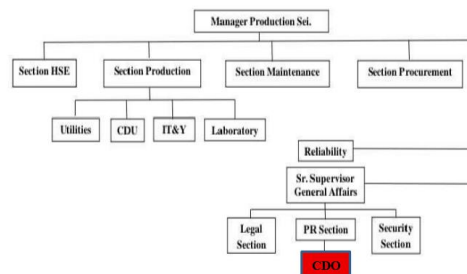 Manager Production Sei.
Section HSE
Section Production
Section Maintenance
Section Procurement
Utilities
CDU
IT&Y
Laboratory
Reliability
Sr. Supervisor
General Affairs
Legal
Section
PR Section
Security
Section
CDO